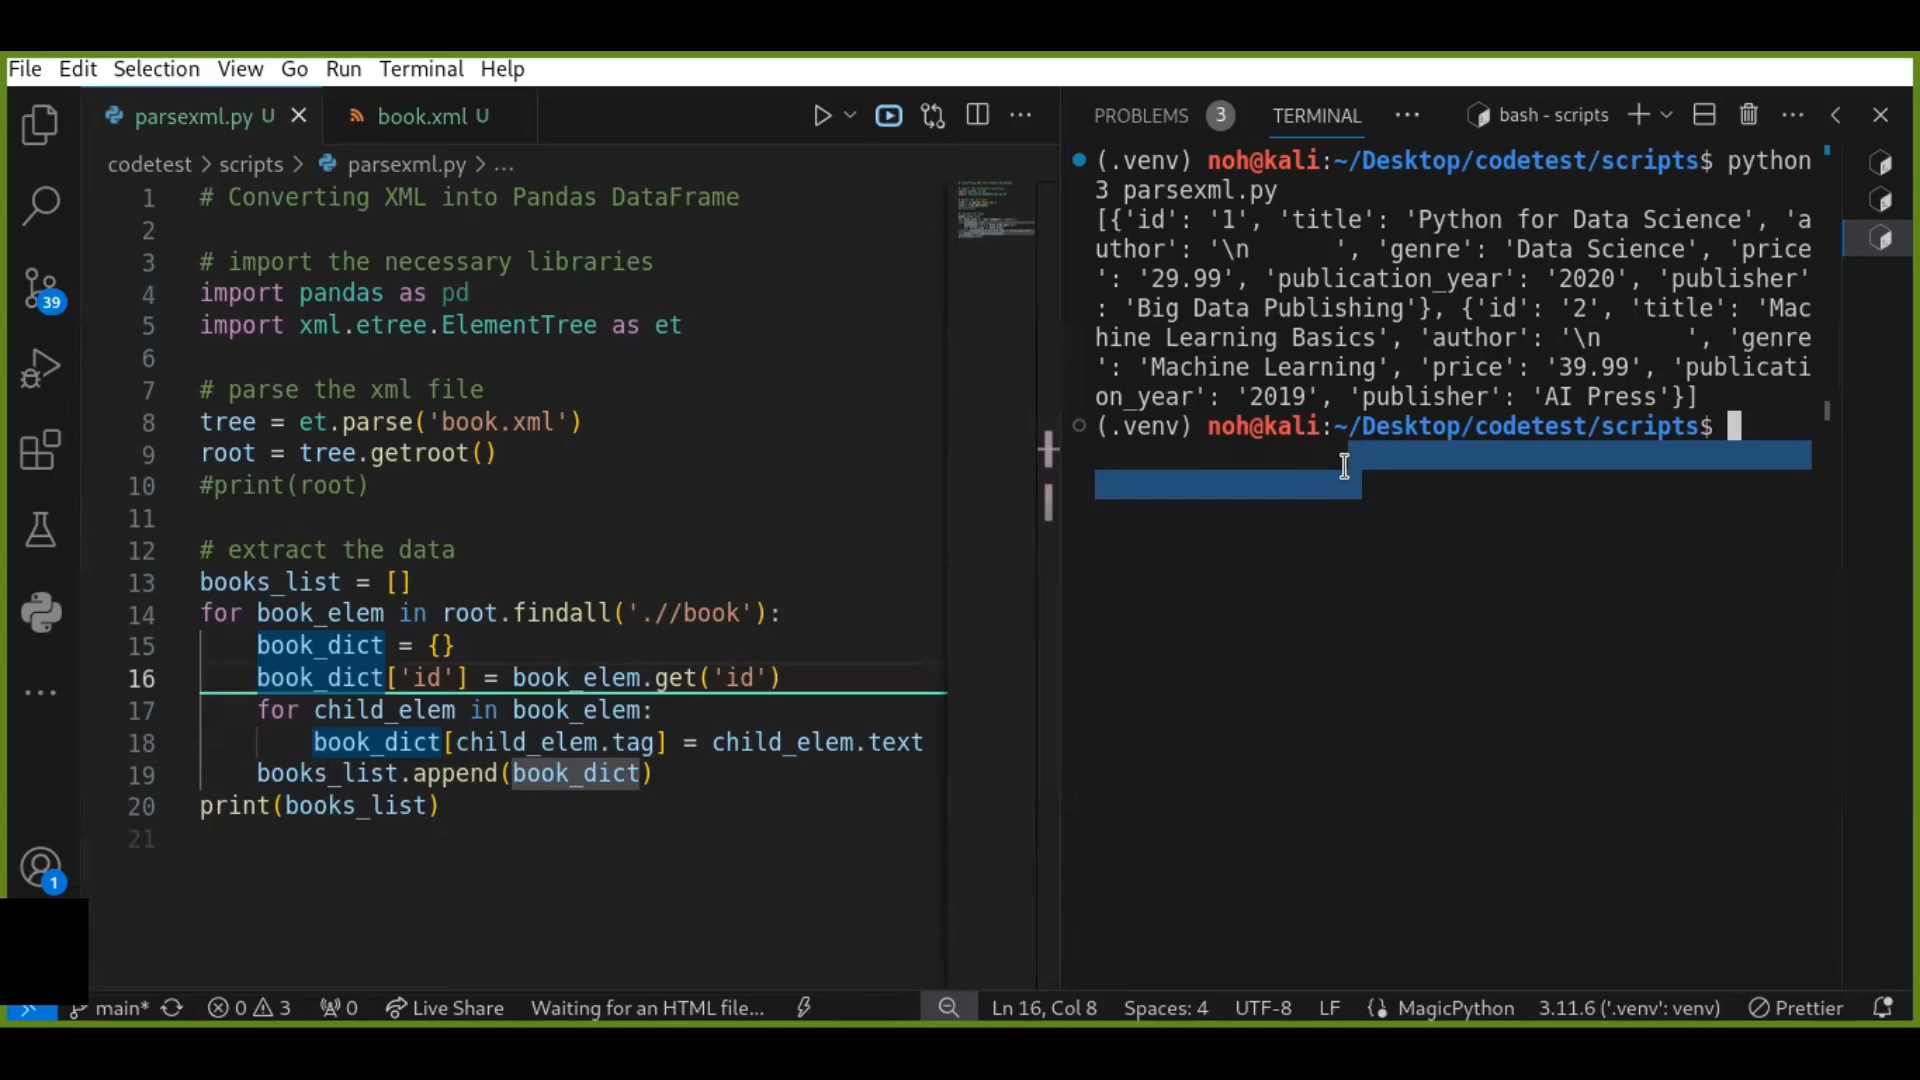 File Edit Selection View Go Run Terminal Help
parsexml.py U
book.xml U
codetest > scripts > parsexml.py > ...
1 # Converting XML into Pandas DataFrame
2
3 # import the necessary libraries
4 import pandas as pd
5 import xml.etree.ElementTree as et
6
7 # parse the xml file
8 tree = et.parse('book.xml')
9 root = tree.getroot()
10 #print(root)
11
12 # extract the data
13 books_list = []
14 for book_elem in root.findall('.//book'):
15 book_dict = {}
16 book_dict['id'] = book_elem.get('id')
17 for child_elem in book_elem:
18 book_dict[child_elem.tag] = child_elem.text
19 books_list.append(book_dict)
20 print(books_list)
21
PROBLEMS 3 TERMINAL ... bash - scripts
(.venv) noh@kali:~/Desktop/codetest/scripts$ python
3 parsexml.py
[{'id': '1', 'title': 'Python for Data Science', 'a
uthor': '\n      ', 'genre': 'Data Science', 'price
': '29.99', 'publication_year': '2020', 'publisher'
: 'Big Data Publishing'}, {'id': '2', 'title': 'Mac
hine Learning Basics', 'author': '\n      ', 'genre
': 'Machine Learning', 'price': '39.99', 'publicati
on_year': '2019', 'publisher': 'AI Press'}]
(.venv) noh@kali:~/Desktop/codetest/scripts$
39
1
main* 0 3 0 Live Share Waiting for an HTML file... Ln 16, Col 8 Spaces: 4 UTF-8 LF {} MagicPython 3.11.6 ('.venv': venv) Prettier